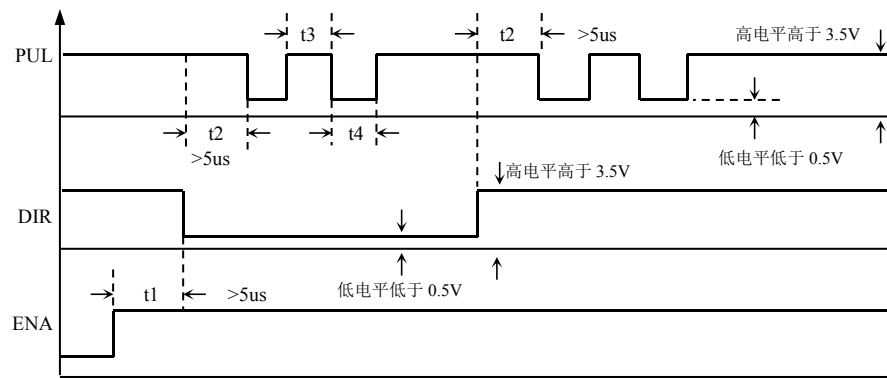 t3
t2
>5us
高电平高于 3.5V
PUL
t2
t4
>5us
低电平低于 0.5V
高电平高于 3.5V
DIR
低电平低于 0.5V
t1
>5us
ENA